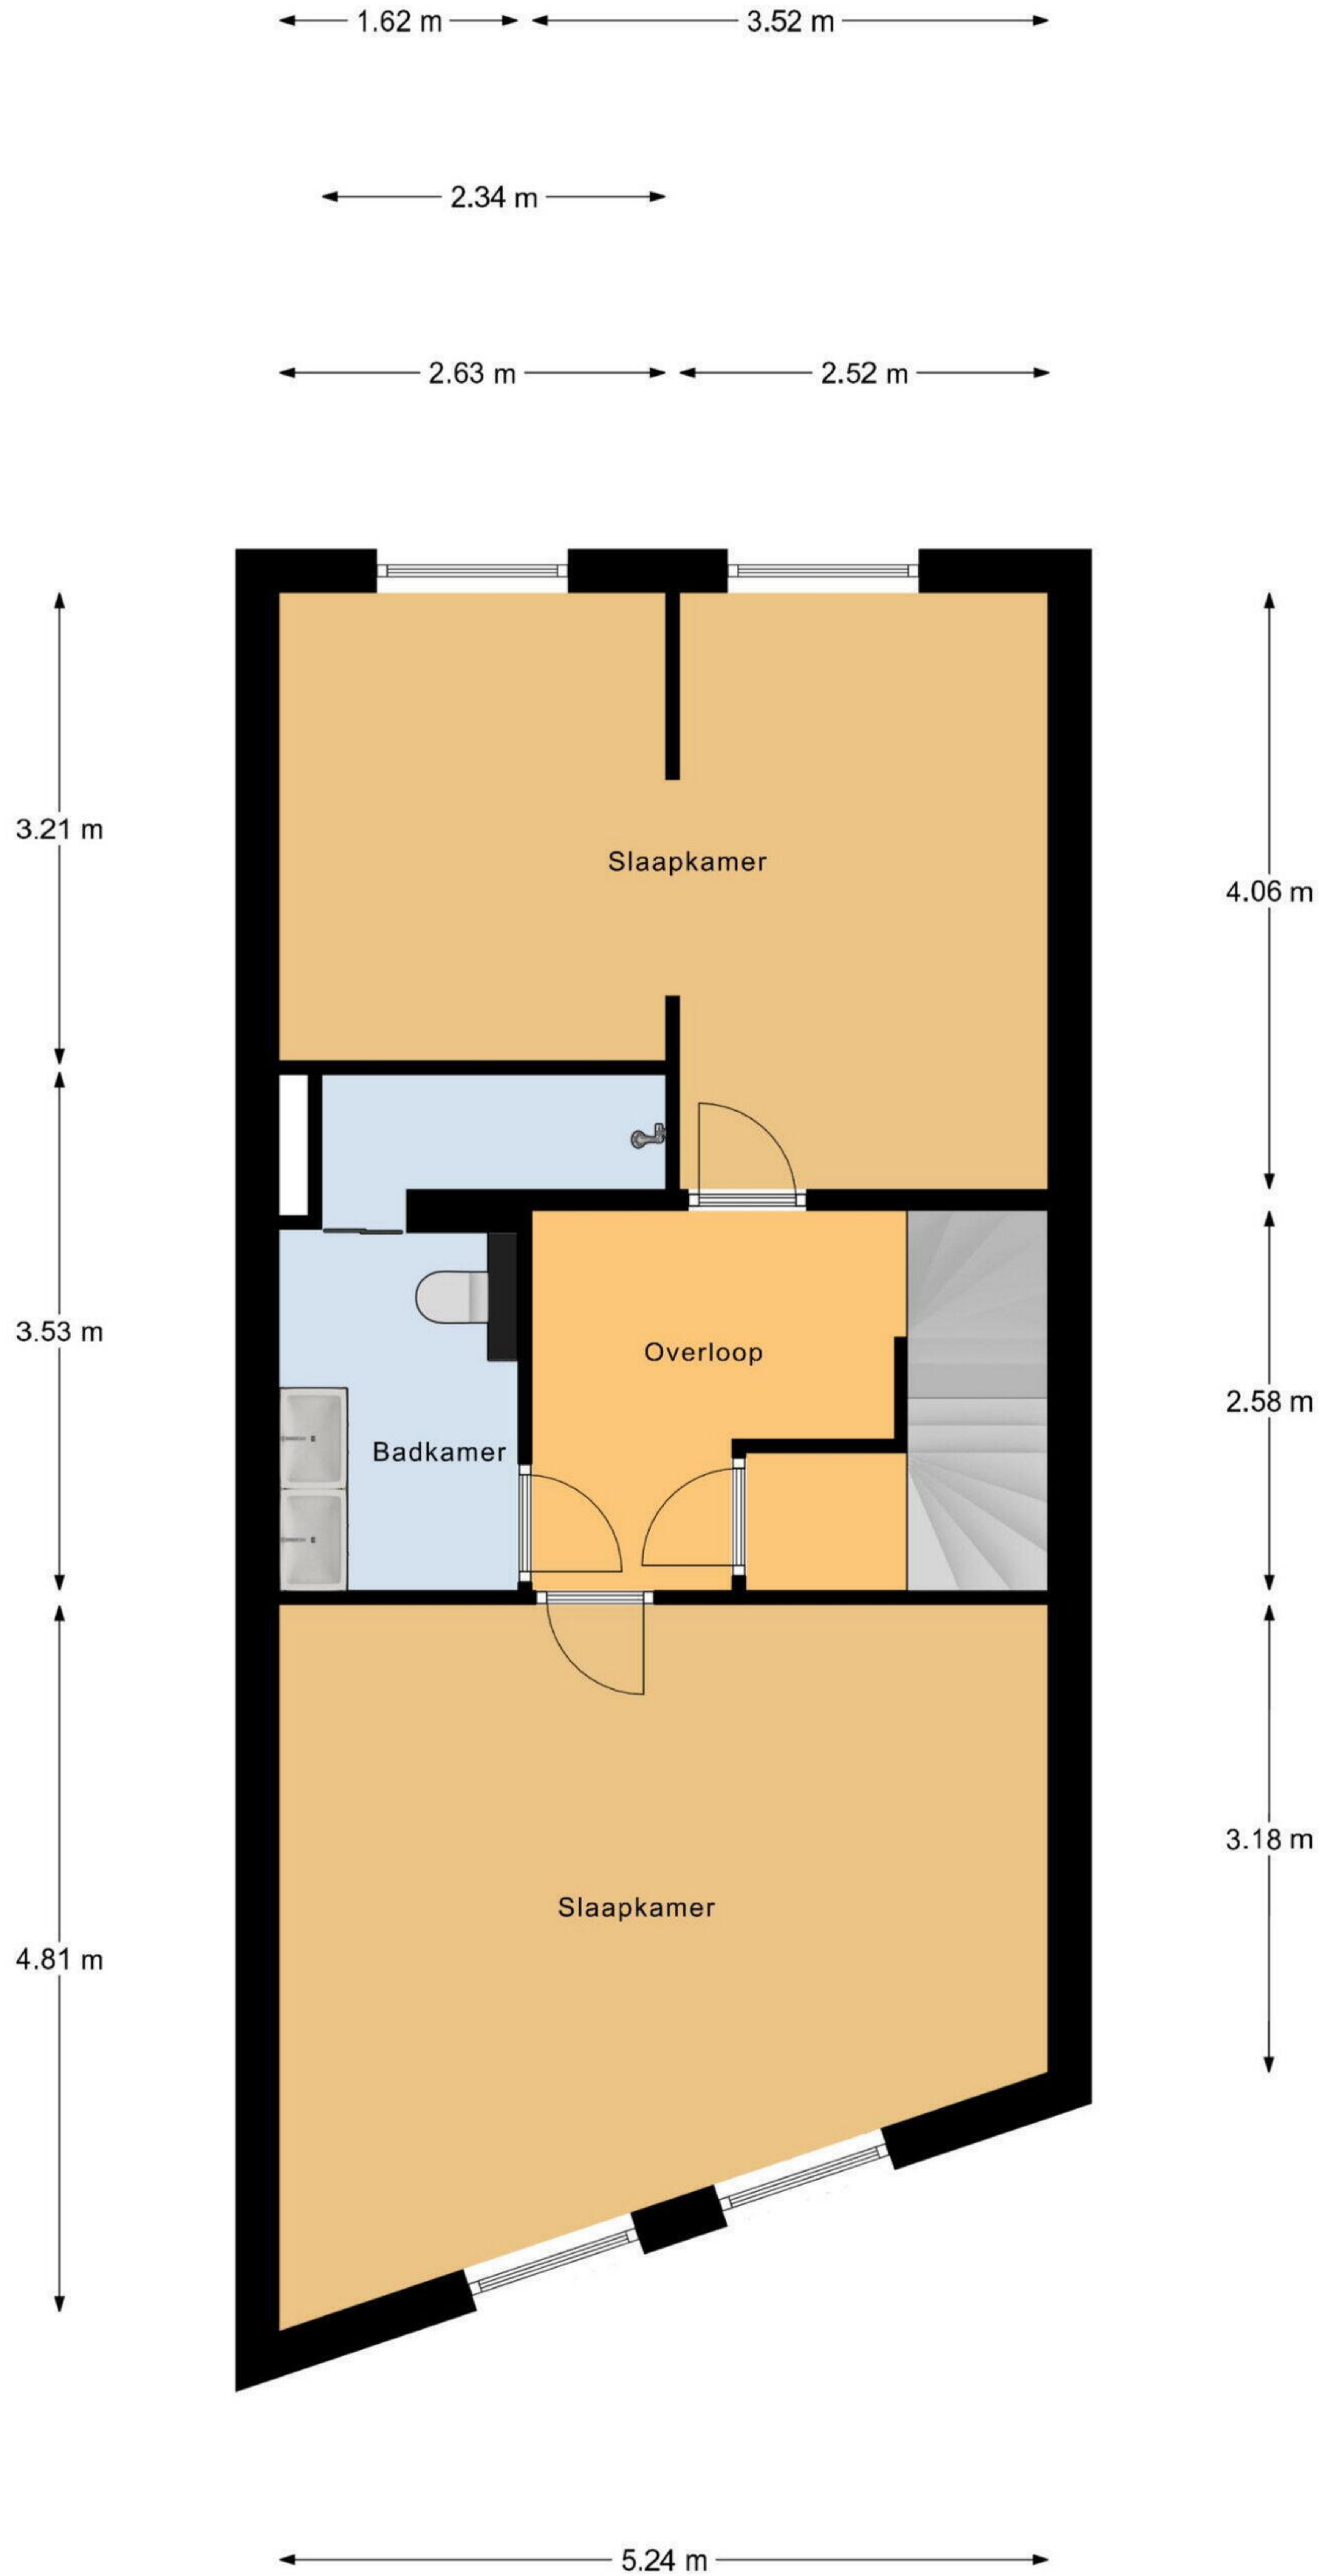 1.62 m
3.52 m
2.34 m
2.63 m
2.52 m
3.21 m
Slaapkamer
4.06 m
3.53 m
Overloop
2.58 m
Badkamer
3.18 m
Slaapkamer
4.81 m
5.24 m